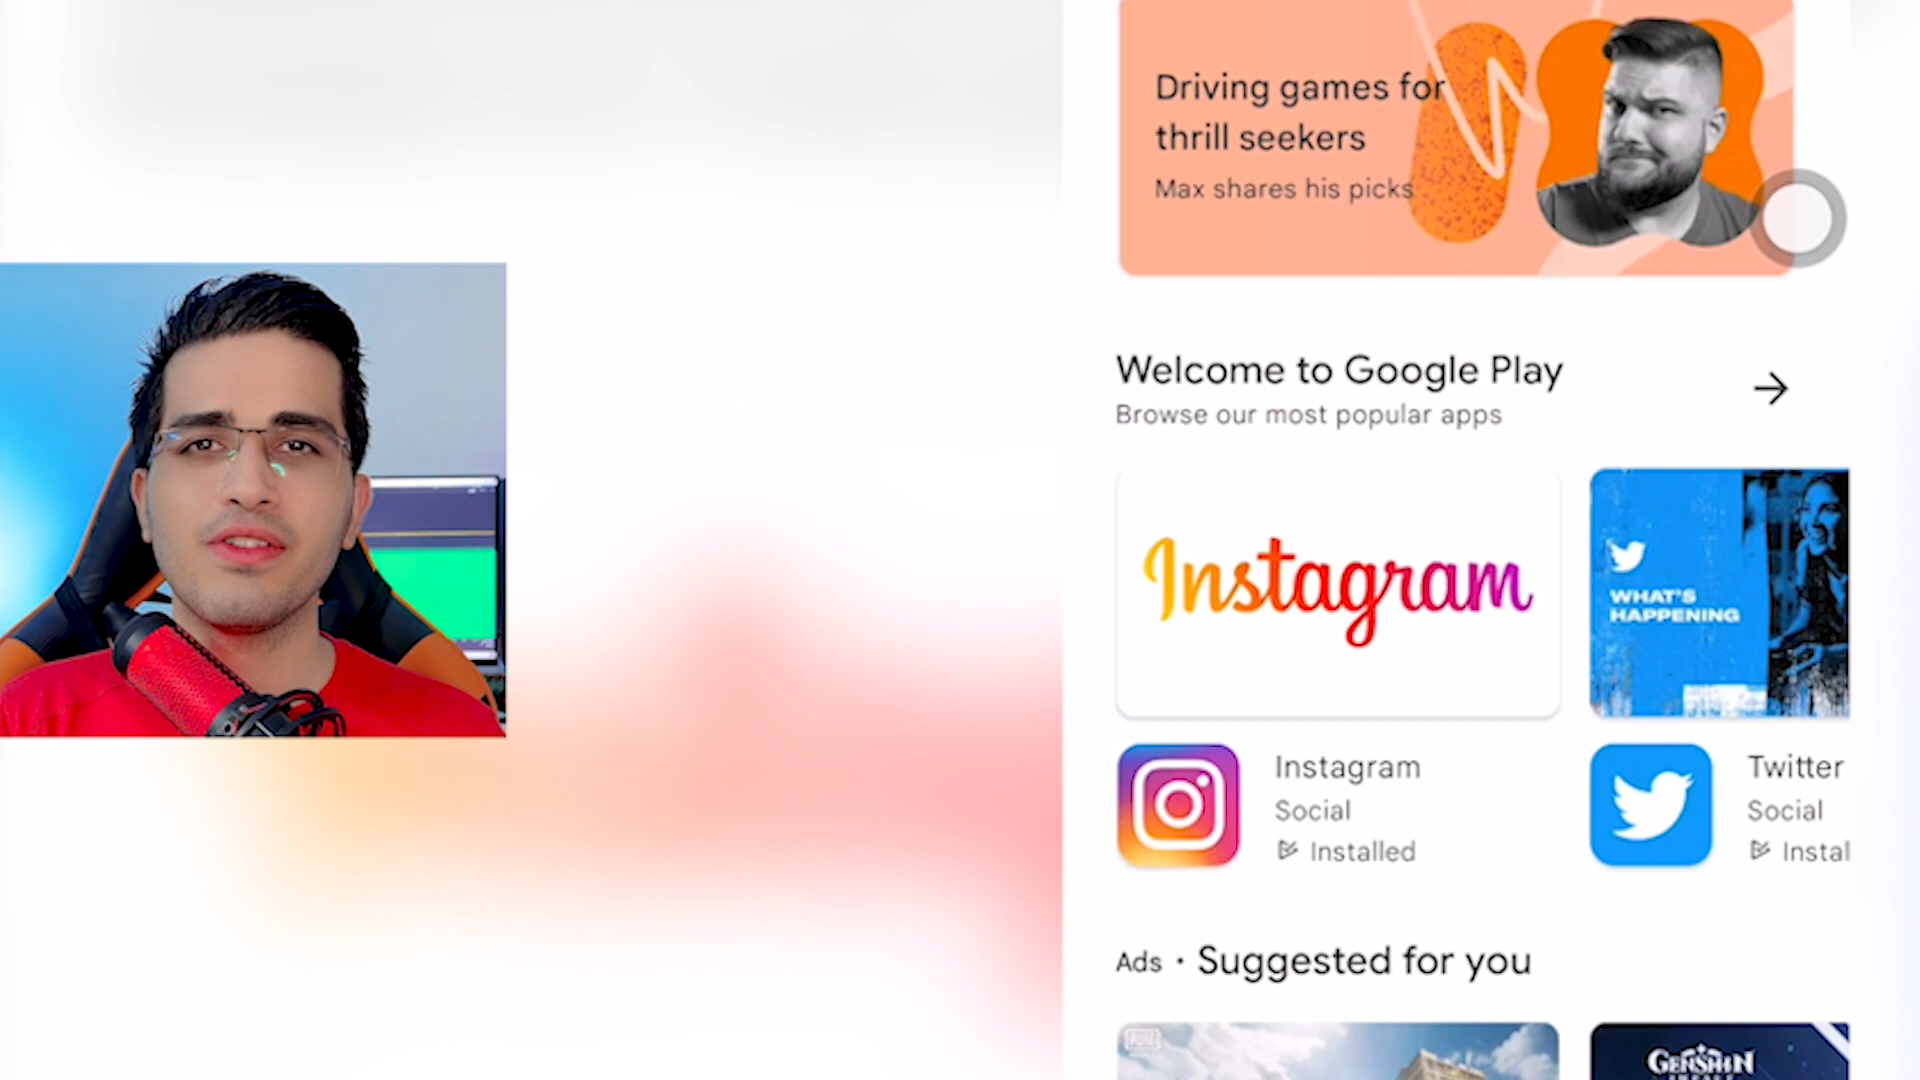 Driving games for
thrill seekers
Max shares his picks
Welcome to Google Play
Browse our most popular apps
Instagram
WHAT'S
HAPPENING
Instagram
Social
Installed
Twitter
Social
Instal
Ads • Suggested for you
PUBG
GENSHIN